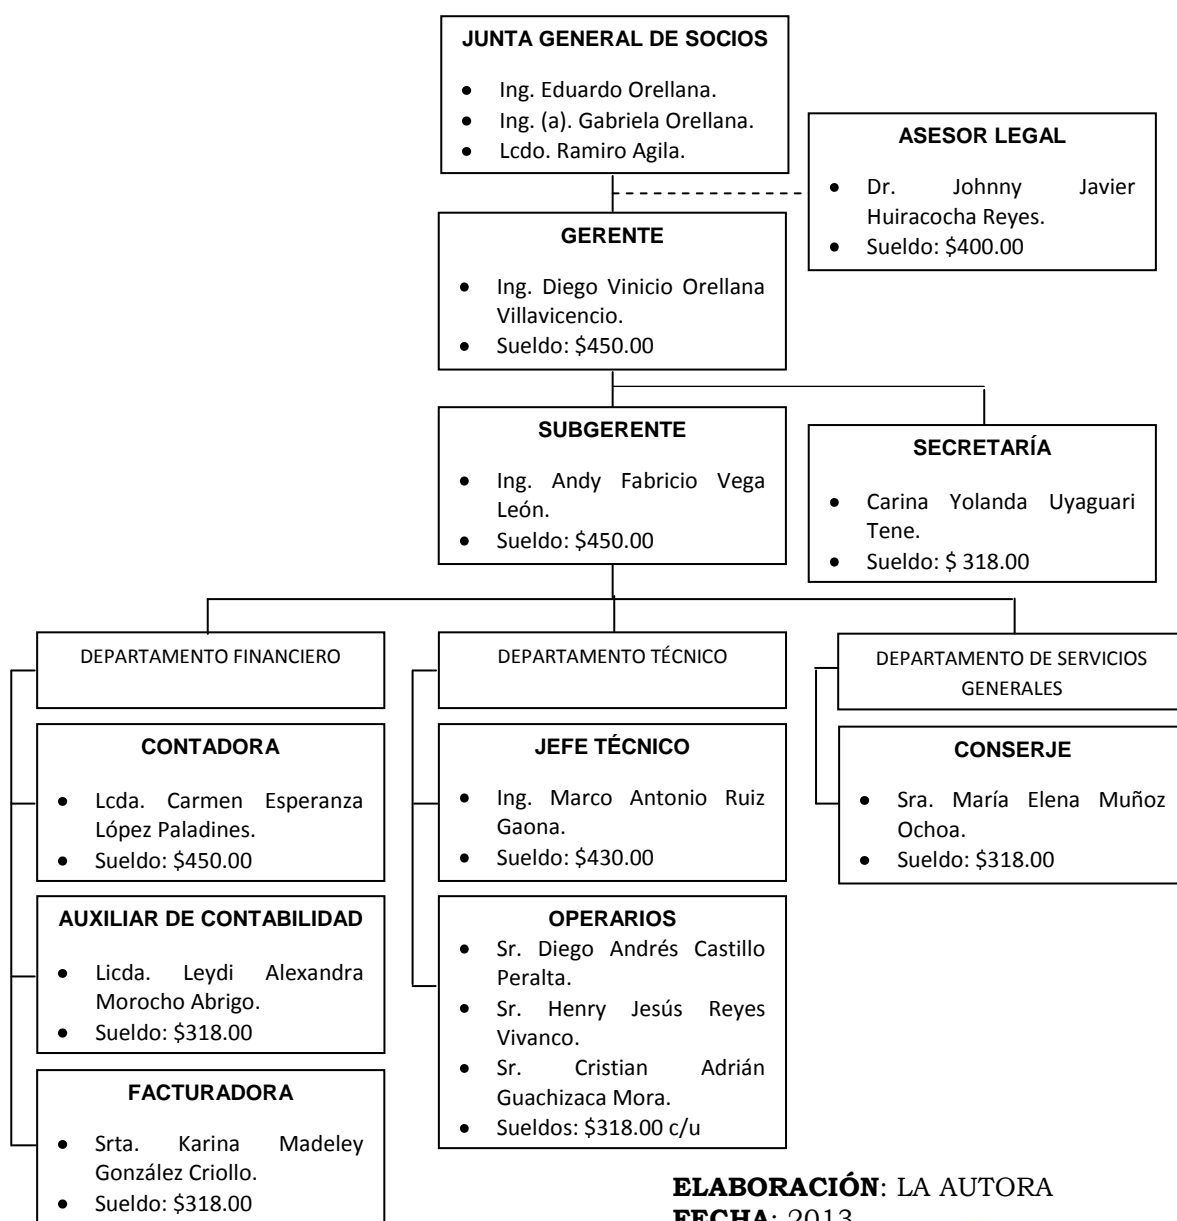 JUNTA GENERAL DE SOCIOS
• Ing. Eduardo Orellana.
• Ing. (a). Gabriela Orellana.
• Lcdo. Ramiro Agila.
ASESOR LEGAL
• Dr. Johnny Javier
Huiracocha Reyes.
• Sueldo: $400.00
GERENTE
• Ing. Diego Vinicio Orellana
Villavicencio.
• Sueldo: $450.00
SUBGERENTE
• Ing. Andy Fabricio Vega
León.
• Sueldo: $450.00
SECRETARÍA
• Carina Yolanda Uyaguari
Tene.
• Sueldo: $ 318.00
DEPARTAMENTO FINANCIERO
CONTADORA
• Lcda. Carmen Esperanza
López Paladines.
• Sueldo: $450.00
AUXILIAR DE CONTABILIDAD
• Licda. Leydi Alexandra
Morocho Abrigo.
• Sueldo: $318.00
FACTURADORA
• Srta. Karina Madeley
González Criollo.
• Sueldo: $318.00
DEPARTAMENTO TÉCNICO
JEFE TÉCNICO
• Ing. Marco Antonio Ruiz
Gaona.
• Sueldo: $430.00
OPERARIOS
• Sr. Diego Andrés Castillo
Peralta.
• Sr. Henry Jesús Reyes
Vivanco.
• Sr. Cristian Adrián
Guachizaca Mora.
• Sueldos: $318.00 c/u
DEPARTAMENTO DE SERVICIOS
GENERALES
CONSERJE
• Sra. María Elena Muñoz
Ochoa.
• Sueldo: $318.00
ELABORACIÓN: LA AUTORA
FECHA: 2013